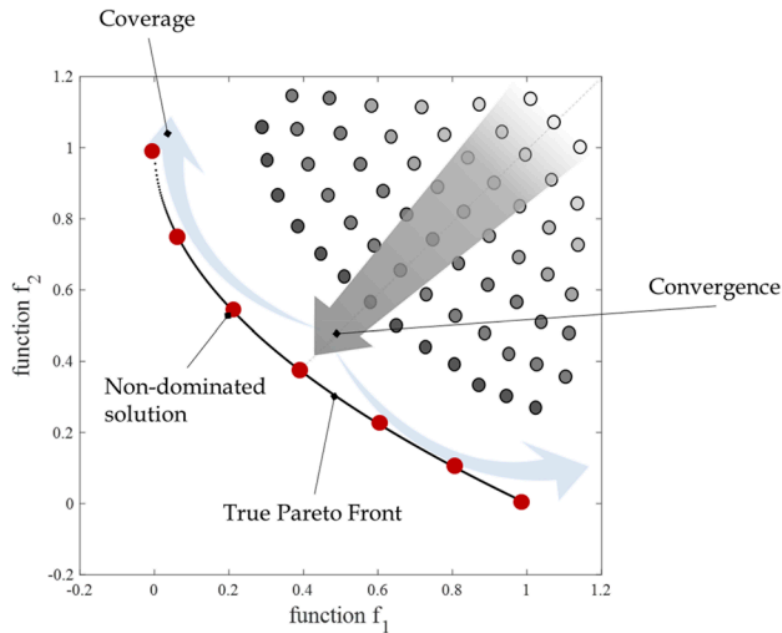 Coverage
1.2
1
0.8
0.6
0.4
0.2
0
-0.2
function f2
Convergence
Non-dominated
solution
True Pareto Front
-0.2
0
0.2
0.4
0.6
0.8
1
1.2
function f1